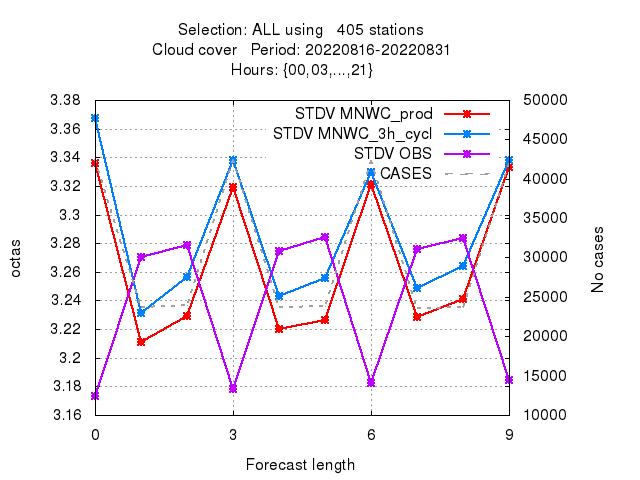 Selection: ALL using   405 stations
Cloud cover   Period: 20220816-20220831
Hours: {00,03,...,21}
STDV MNWC_prod
STDV MNWC_3h_cycl
STDV OBS
CASES
3.38
3.36
3.34
3.32
3.3
3.28
3.26
3.24
3.22
3.2
3.18
3.16
octas
50000
45000
40000
35000
30000
25000
20000
15000
10000
No cases
0
3
6
9
Forecast length